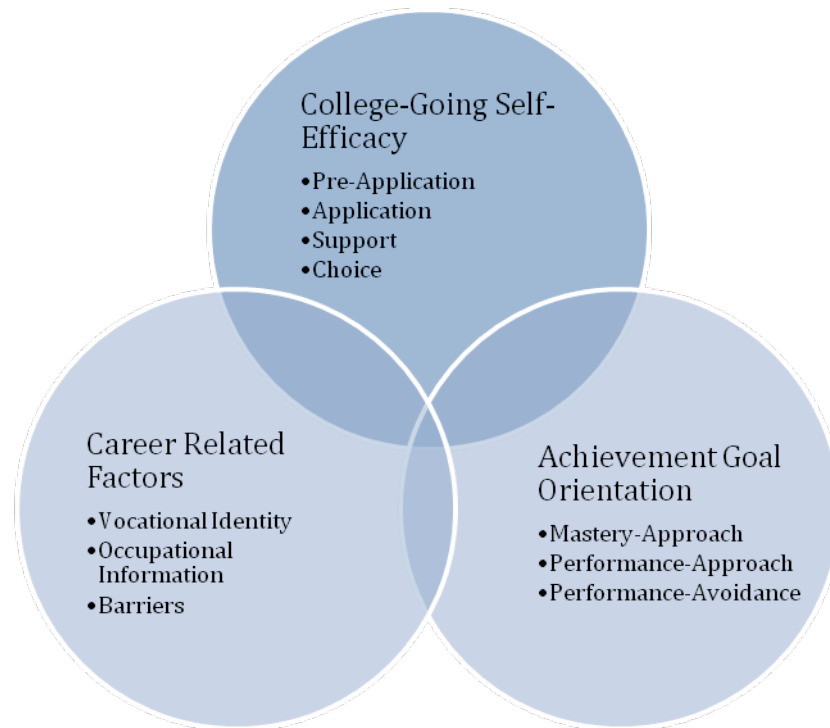 College-Going Self-
Efficacy
•Pre-Application
•Application
•Support
•Choice
Career Related
Factors
•Vocational Identity
•Occupational
Information
•Barriers
Achievement Goal
Orientation
•Mastery-Approach
•Performance-Approach
•Performance-Avoidance